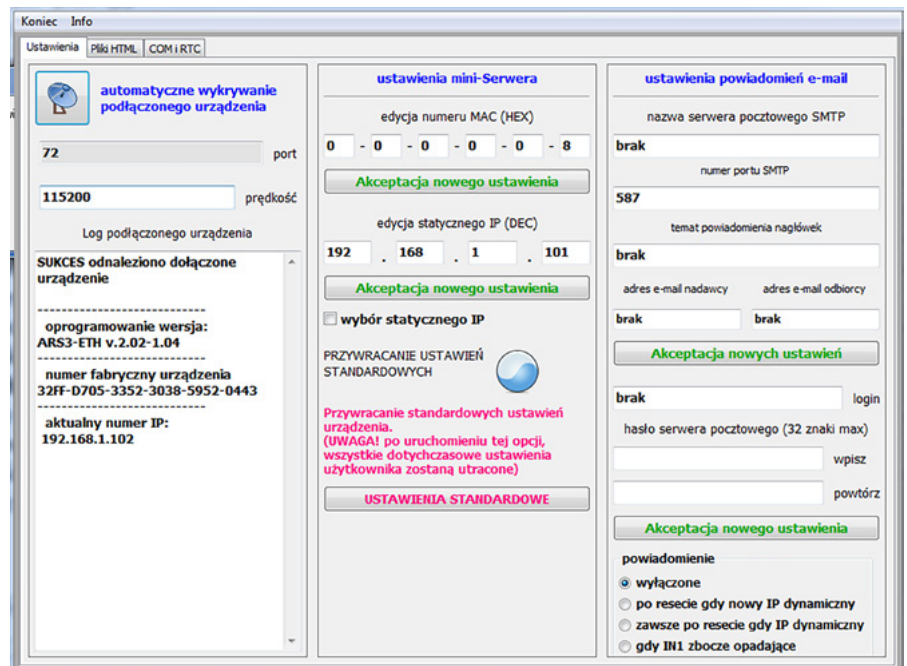 Koniec Info
Ustawienia Pliki HTML COM i RTC
automatyczne wykrywanie
podłączonego urządzenia
72 port
115200 prędkość
Log podłączonego urządzenia
SUKCES odnaleziono dołączone
urządzenie
---------------------------
oprogramowanie wersja:
ARS3-ETH v.2.02-1.04
---------------------------
numer fabryczny urządzenia
32FF-D705-3352-3038-5952-0443
---------------------------
aktualny numer IP:
192.168.1.102
ustawienia mini-Serwera
edycja numeru MAC (HEX)
0 - 0 - 0 - 0 - 0 - 8
Akceptacja nowego ustawienia
edycja statycznego IP (DEC)
192 . 168 . 1 . 101
Akceptacja nowego ustawienia
wybór statycznego IP
PRZYWRACANIE USTAWIEŃ
STANDARDOWYCH
Przywracanie standardowych ustawień
urządzenia.
(UWAGA! po uruchomieniu tej opcji,
wszystkie dotychczasowe ustawienia
użytkownika zostaną utracone)
USTAWIENIA STANDARDOWE
ustawienia powiadomień e-mail
nazwa serwera pocztowego SMTP
brak
numer portu SMTP
587
temat powiadomienia nagłówek
brak
adres e-mail nadawcy adres e-mail odbiorcy
brak brak
Akceptacja nowych ustawień
brak login
hasło serwera pocztowego (32 znaki max)
wpisz
powtórz
Akceptacja nowego ustawienia
powiadomienie
wyłączone
po resecie gdy nowy IP dynamiczny
zawsze po resecie gdy IP dynamiczny
gdy IN1 zbocze opadające